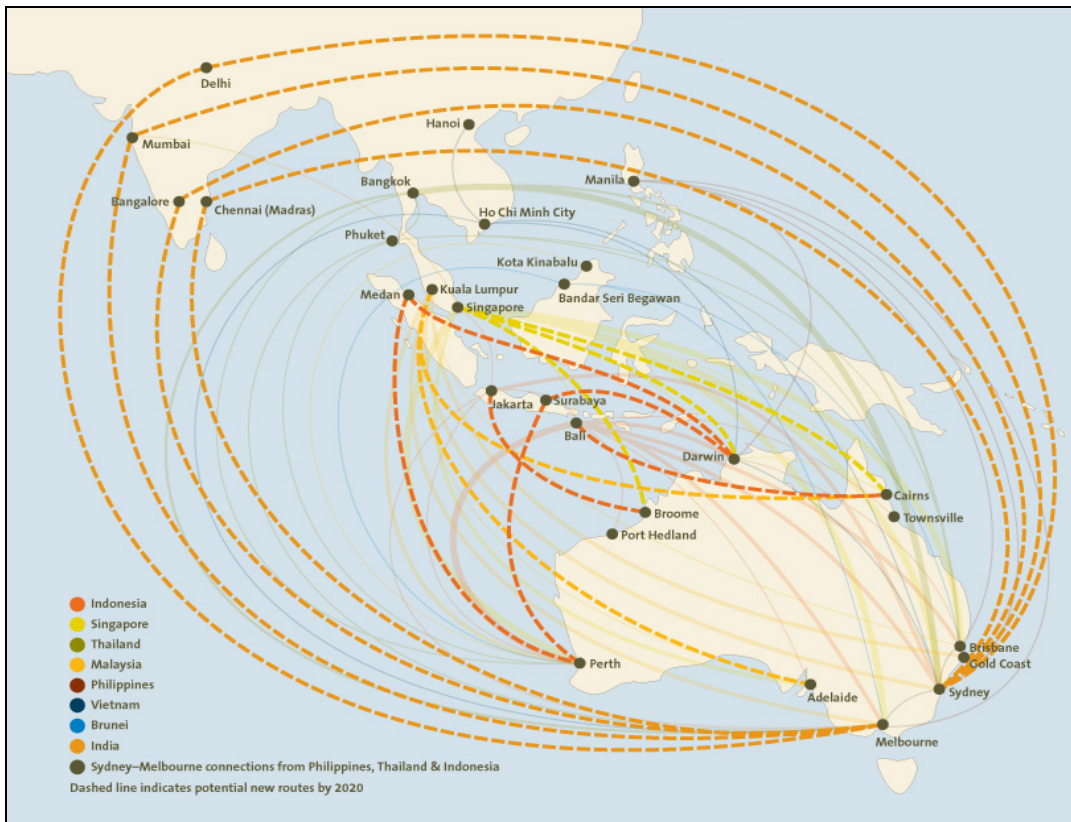 Delhi
Hanoi
Mumbai
Manila
Bangkok
Bangalore
Chennai (Madras)
Ho Chi Minh City
Phuket
Kota Kinabalu
Medan
Kuala Lumpur
Bandar Seri Begawan
Singapore
Jakarta
Surabaya
Bali
Darwin
Cairns
Broome
Townsville
Port Hedland
Indonesia
Singapore
Thailand
Brisbane
Gold Coast
Malaysia
Perth
Philippines
Adelaide
Sydney
Vietnam
Brunei
Melbourne
India
Sydney–Melbourne connections from Philippines, Thailand & Indonesia
Dashed line indicates potential new routes by 2020